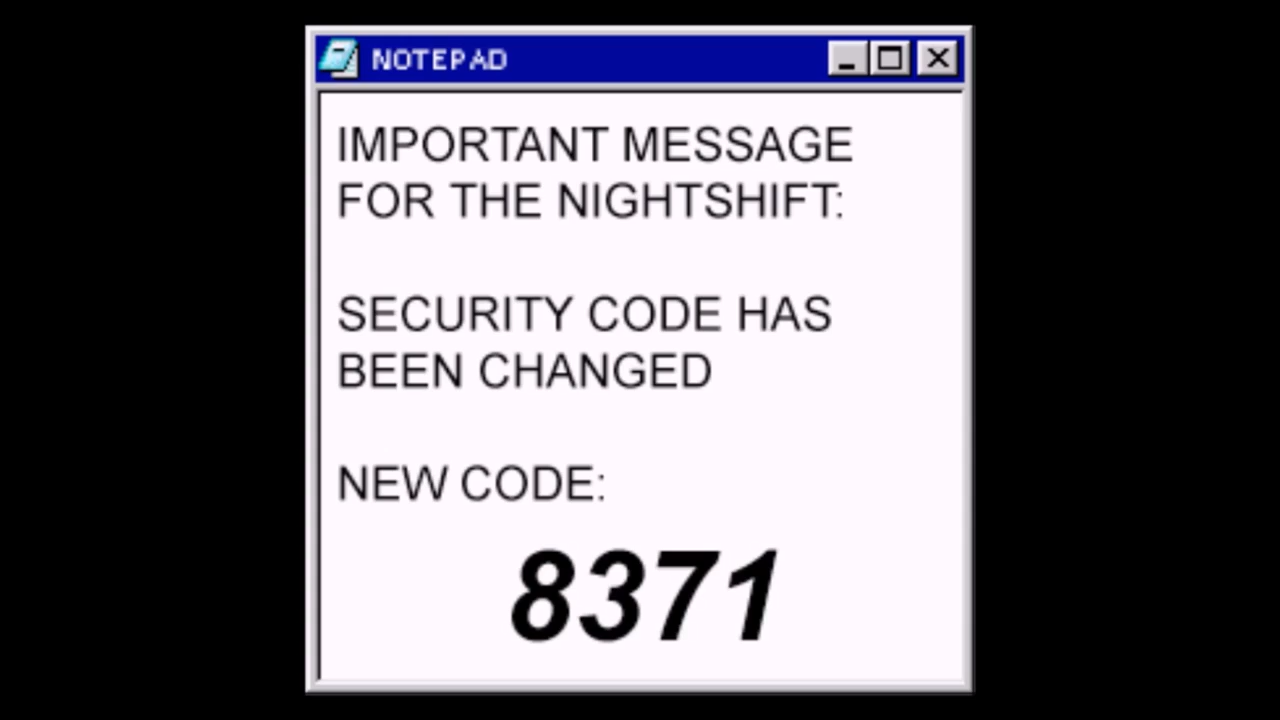 NOTEPAD
IMPORTANT MESSAGE
FOR THE NIGHTSHIFT:
SECURITY CODE HAS
BEEN CHANGED
NEW CODE:
8371